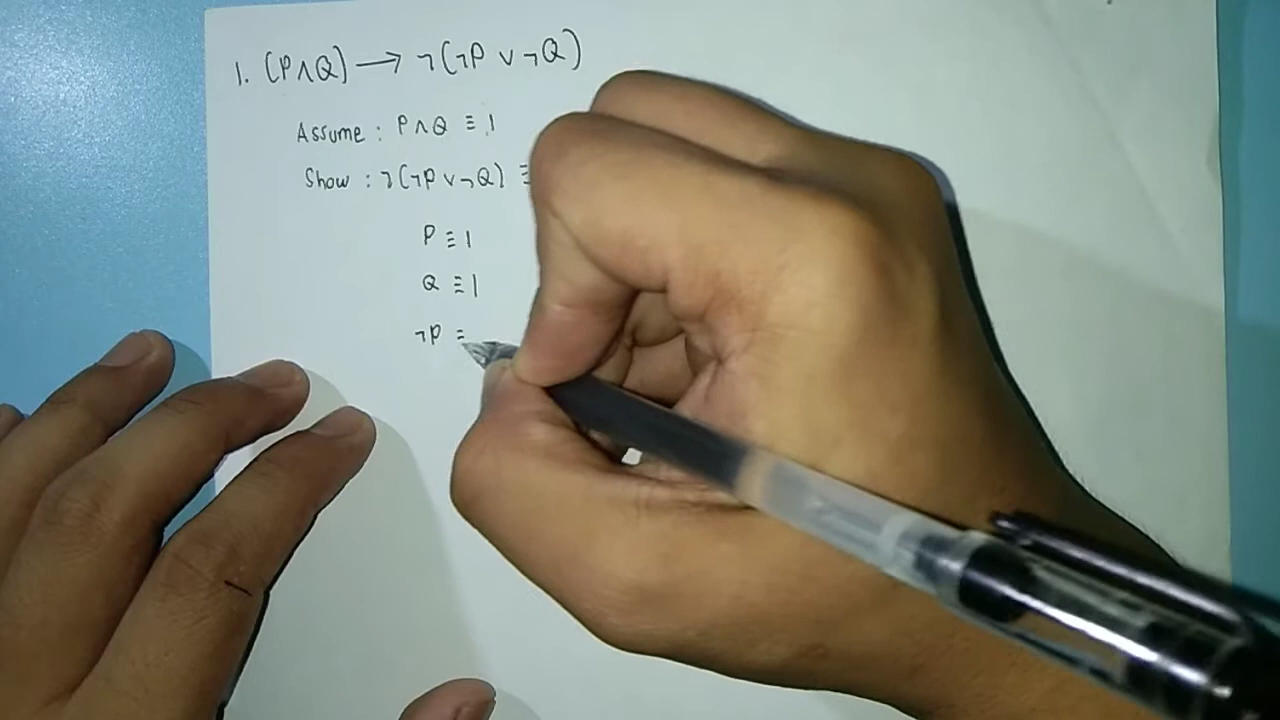 1. (P∧Q) → ¬(¬P ∨ ¬Q)
Assume : P∧Q ≡ 1
Show : ¬(¬P ∨ ¬Q) ≡
P ≡ 1
Q ≡ 1
¬P =